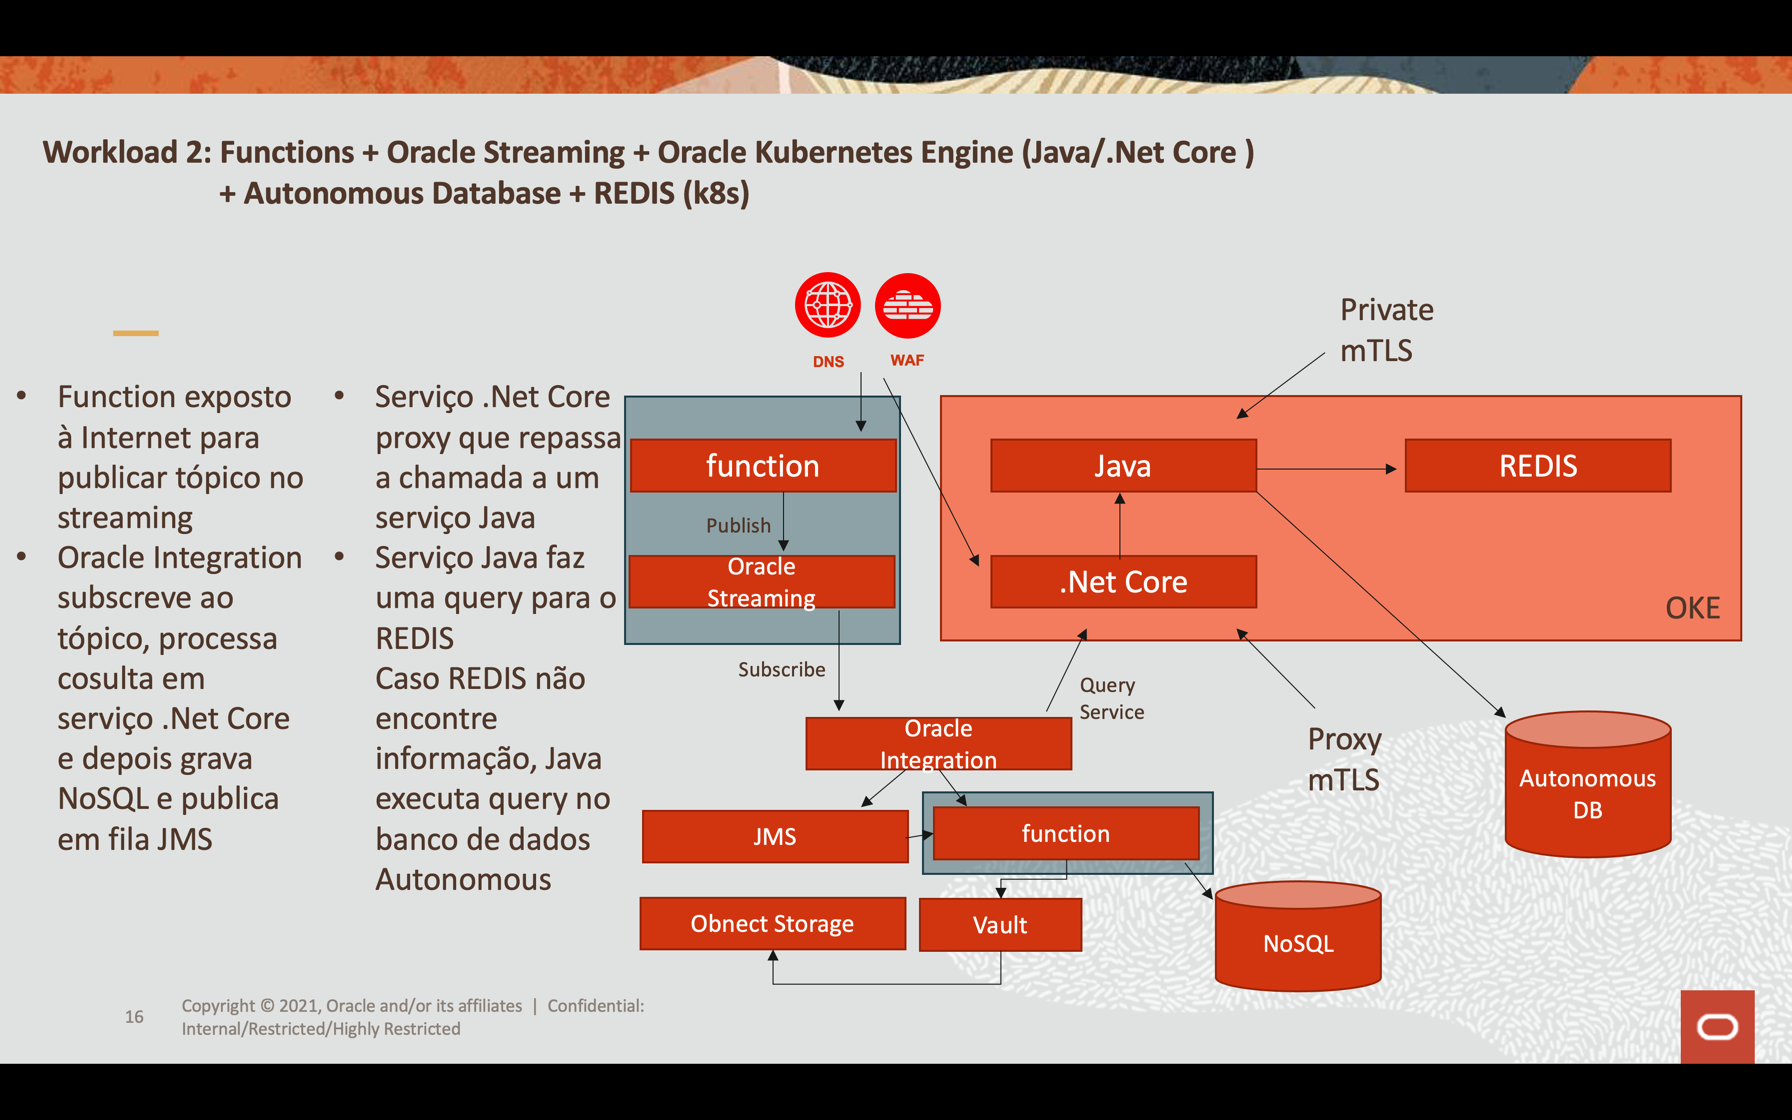 Workload 2: Functions + Oracle Streaming + Oracle Kubernetes Engine (Java/.Net Core )
+ Autonomous Database + REDIS (k8s)
• Function exposto
à Internet para
publicar tópico no
streaming
• Oracle Integration
subscreve ao
tópico, processa
cosulta em
serviço .Net Core
e depois grava
NoSQL e publica
em fila JMS
• Serviço .Net Core
proxy que repassa
a chamada a um
serviço Java
• Serviço Java faz
uma query para o
REDIS
Caso REDIS não
encontre
informação, Java
executa query no
banco de dados
Autonomous
DNS
WAF
Private
mTLS
function
Publish
Oracle
Streaming
Subscribe
Java
REDIS
.Net Core
OKE
Query
Service
Oracle
Integration
Proxy
mTLS
Autonomous
DB
JMS
function
Obnect Storage
Vault
NoSQL
16
Copyright © 2021, Oracle and/or its affiliates | Confidential:
Internal/Restricted/Highly Restricted